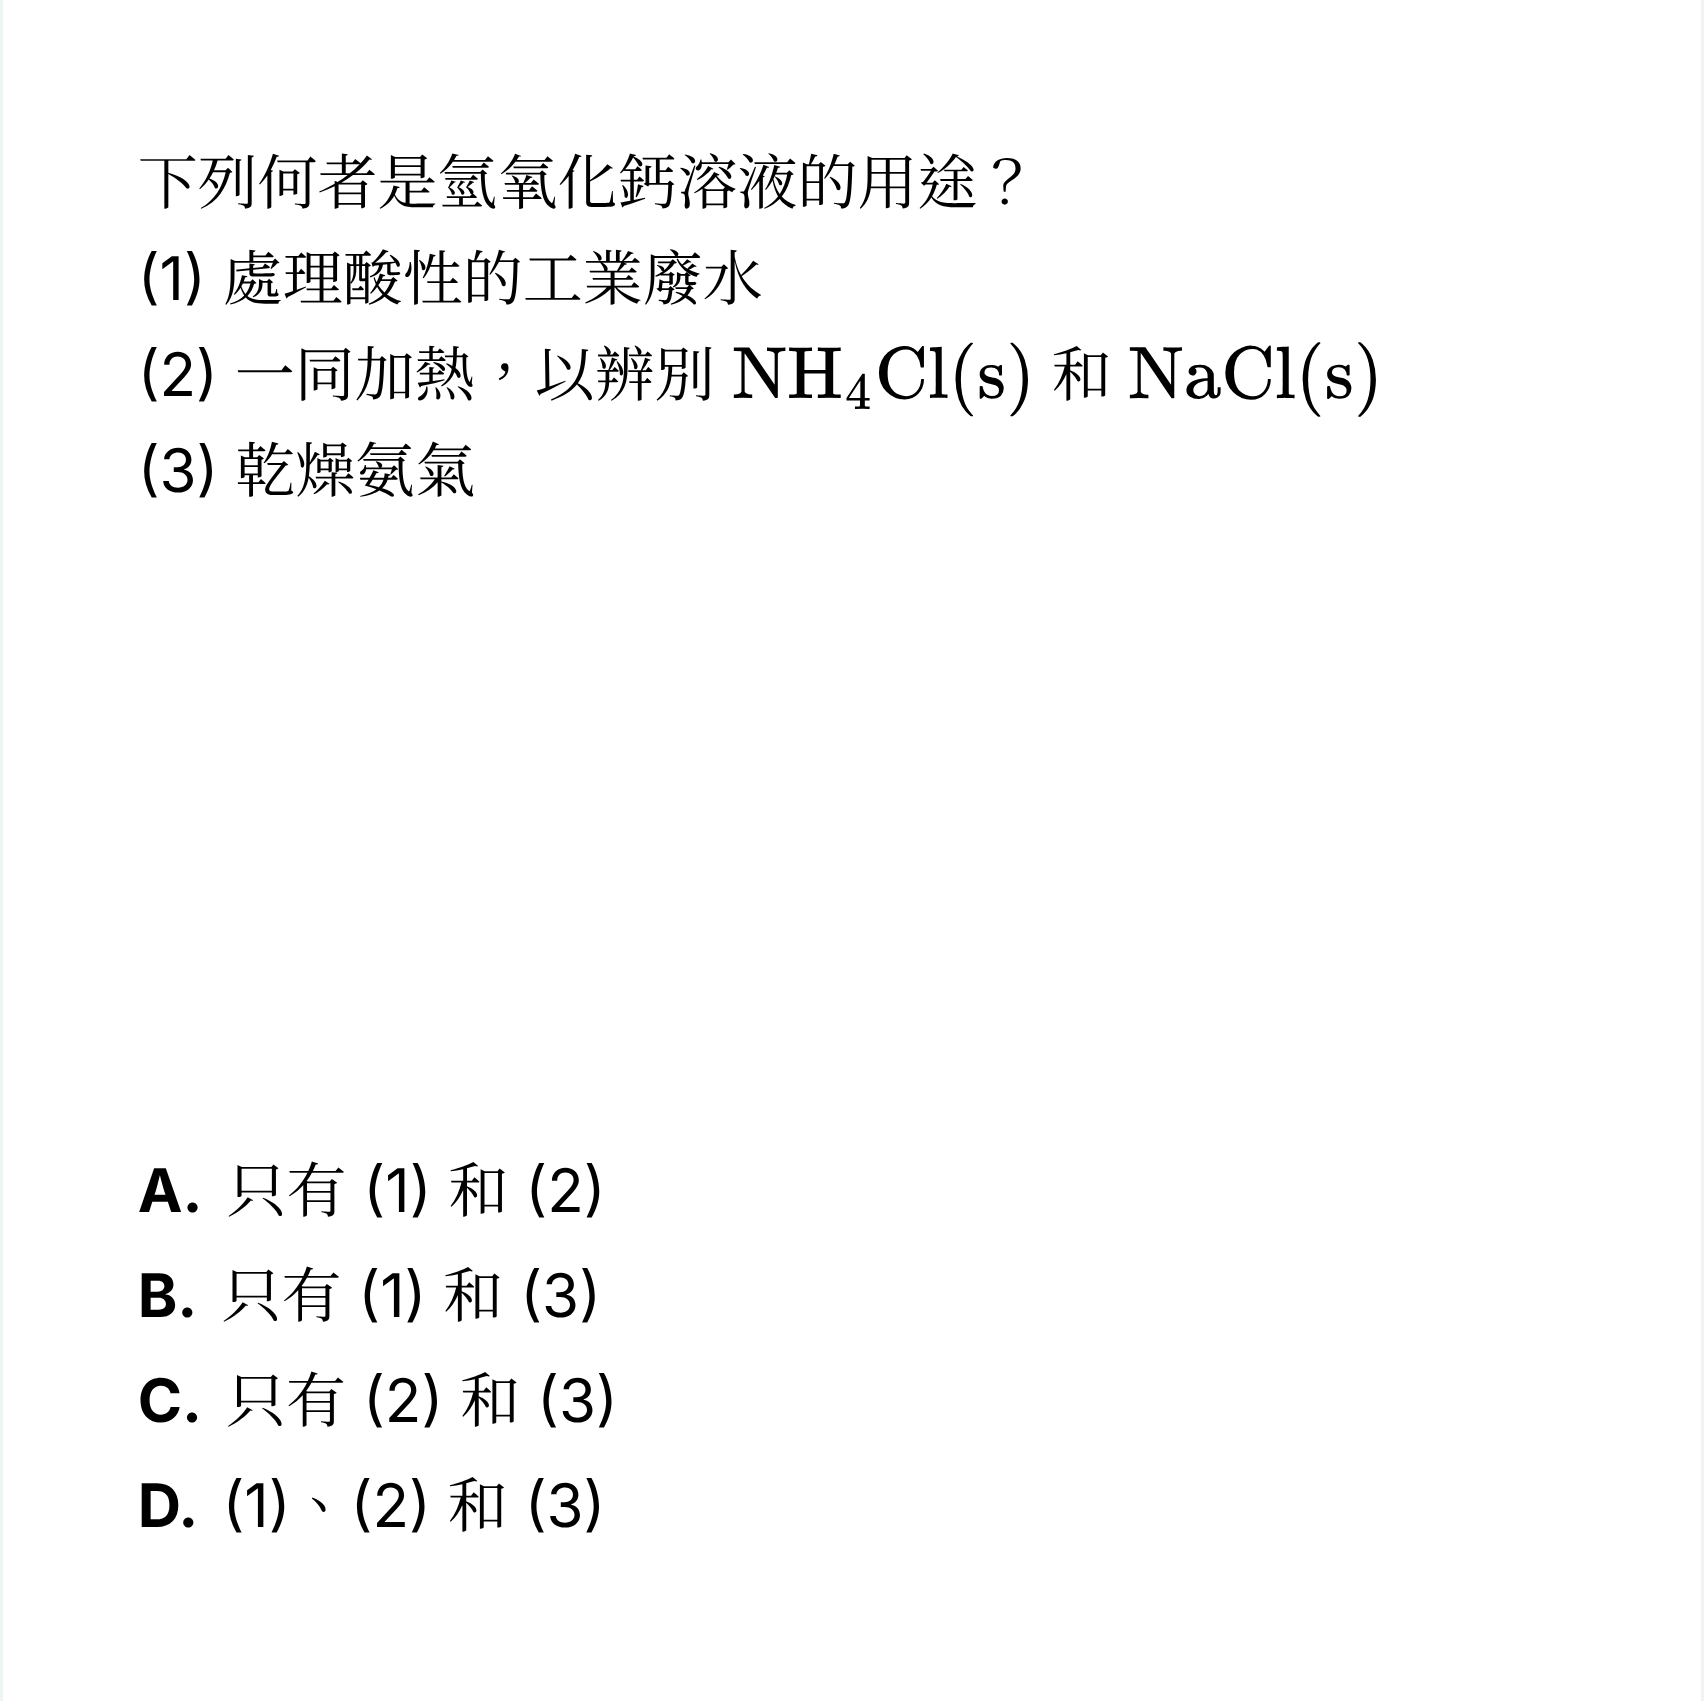 下列何者是氫氧化鈣溶液的用途？
(1) 處理酸性的工業廢水
(2) 一同加熱，以辨別 NH₄Cl(s) 和 NaCl(s)
(3) 乾燥氨氣
A. 只有 (1) 和 (2)
B. 只有 (1) 和 (3)
C. 只有 (2) 和 (3)
D. (1)、(2) 和 (3)